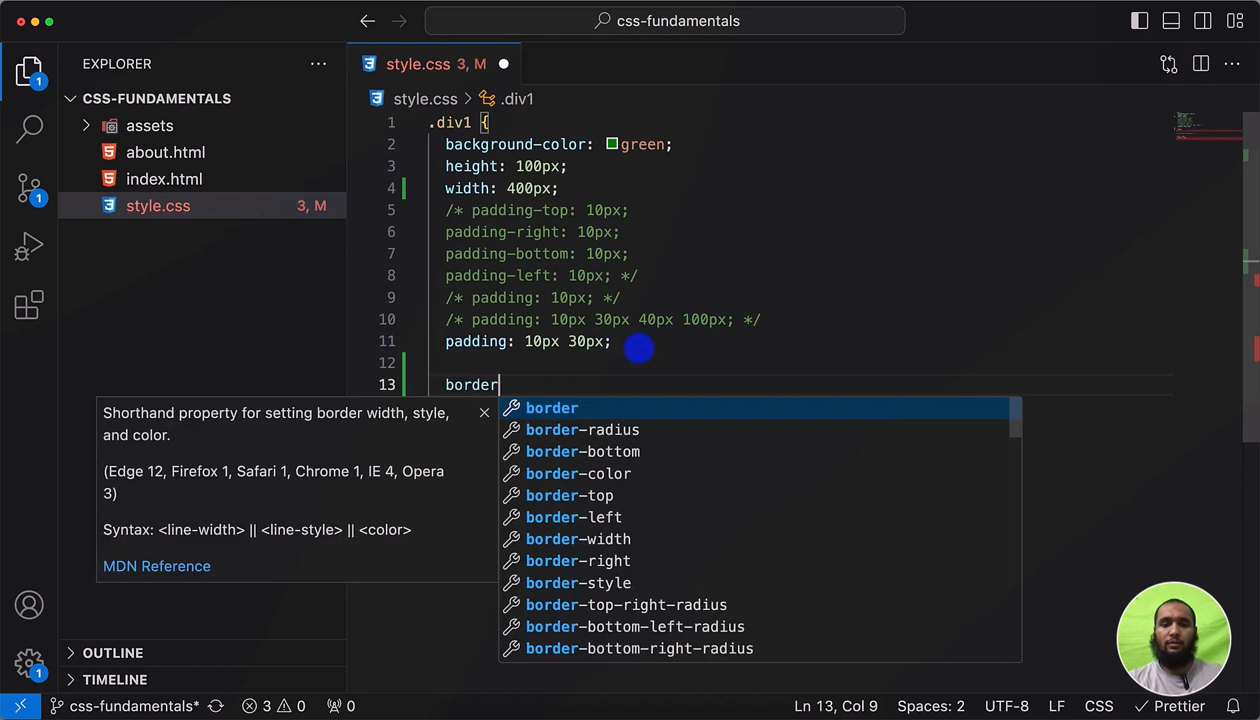 css-fundamentals
EXPLORER
CSS-FUNDAMENTALS
assets
about.html
index.html
style.css 3, M
OUTLINE
TIMELINE
style.css 3, M
style.css > .div1
1 .div1 {
2 background-color: green;
3 height: 100px;
4 width: 400px;
5 /* padding-top: 10px;
6 padding-right: 10px;
7 padding-bottom: 10px;
8 padding-left: 10px; */
9 /* padding: 10px; */
10 /* padding: 10px 30px 40px 100px; */
11 padding: 10px 30px;
12
13 border
Shorthand property for setting border width, style,
and color.
(Edge 12, Firefox 1, Safari 1, Chrome 1, IE 4, Opera
3)
Syntax: <line-width> || <line-style> || <color>
MDN Reference
border
border-radius
border-bottom
border-color
border-top
border-left
border-width
border-right
border-style
border-top-right-radius
border-bottom-left-radius
border-bottom-right-radius
1
1
1
css-fundamentals* 3 0 0 Ln 13, Col 9 Spaces: 2 UTF-8 LF CSS Prettier